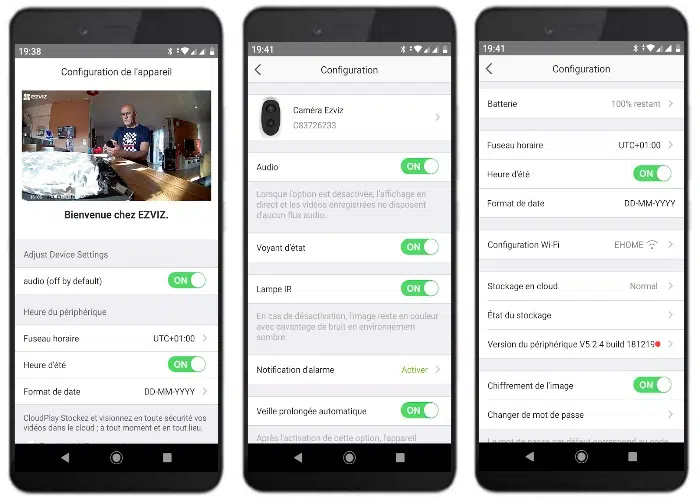 19:38
Configuration de l'appareil
EZVIZ
Bienvenue chez EZVIZ.
Adjust Device Settings
audio (off by default) ON
Heure du périphérique
Fuseau horaire UTC+01:00
Heure d'été ON
Format de date DD-MM-YYYY
CloudPlay Stockez et visionnez en toute sécurité vos
vidéos dans le cloud ; à tout moment et en tout lieu.
19:41
Configuration
Caméra Ezviz
C83726233
Audio ON
Lorsque l'option est désactivée, l'affichage en
direct et les vidéos enregistrées ne disposent
d'aucun flux audio.
Voyant d'état ON
Lampe IR ON
En cas de désactivation, l'image reste en couleur
avec davantage de bruit en environnement
sombre.
Notification d'alarme Activer
Veille prolongée automatique ON
Après l'activation de cette option, l'appareil
19:41
Configuration
Batterie 100% restant
Fuseau horaire UTC+01:00
Heure d'été ON
Format de date DD-MM-YYYY
Configuration Wi-Fi EHOME
Stockage en cloud Normal
État du stockage
Version du périphérique V5.2.4 build 181219
Chiffrement de l'image ON
Changer de mot de passe
Le mot de passe par défaut correspond au code